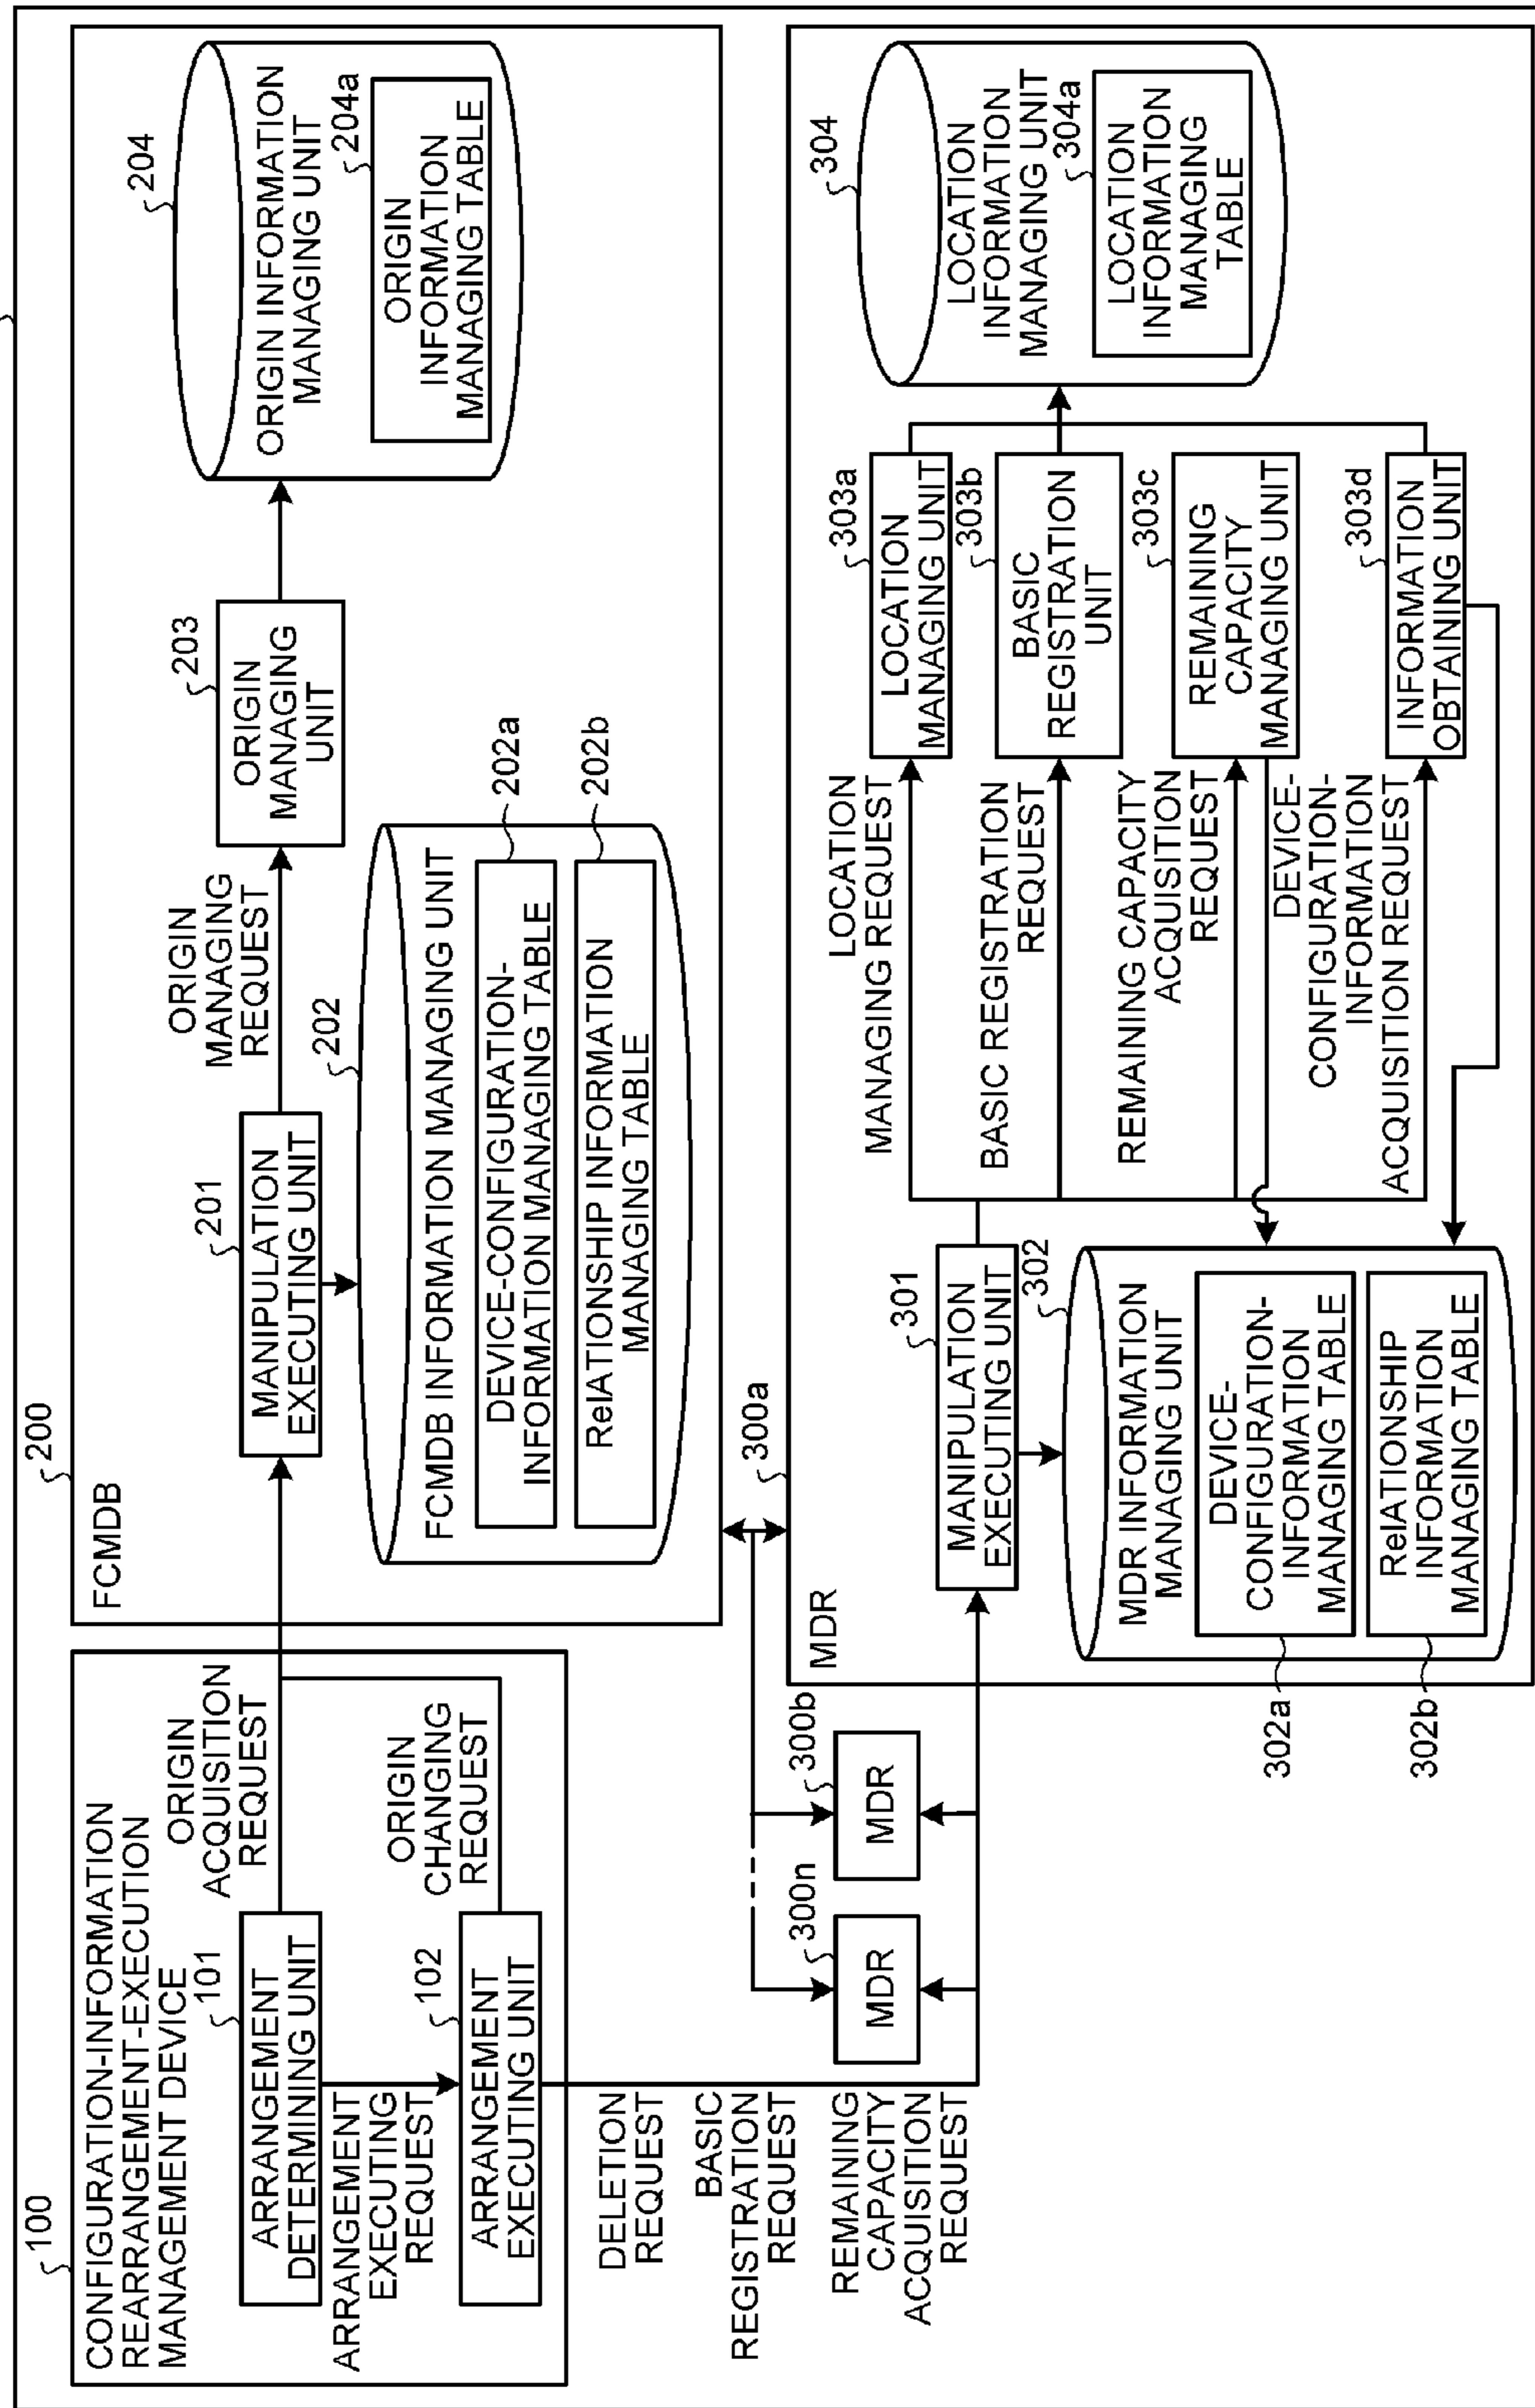 100
CONFIGURATION-INFORMATION
REARRANGEMENT-EXECUTION
MANAGEMENT DEVICE
101
ARRANGEMENT
DETERMINING UNIT
ORIGIN
ACQUISITION
REQUEST
ARRANGEMENT
EXECUTING
REQUEST
102
ARRANGEMENT
EXECUTING UNIT
ORIGIN
CHANGING
REQUEST
DELETION
REQUEST
BASIC
REGISTRATION
REQUEST
REMAINING
CAPACITY
ACQUISITION
REQUEST
200
FCMDB
201
MANIPULATION
EXECUTING UNIT
ORIGIN
MANAGING
REQUEST
203
ORIGIN
MANAGING
UNIT
204
ORIGIN INFORMATION
MANAGING UNIT
204a
ORIGIN
INFORMATION
MANAGING TABLE
202
FCMDB INFORMATION MANAGING UNIT
DEVICE-CONFIGURATION-
INFORMATION MANAGING TABLE
202a
RelATIONSHIP INFORMATION
MANAGING TABLE
202b
300n
MDR
300b
MDR
300a
MDR
301
MANIPULATION
EXECUTING UNIT
302
MDR INFORMATION
MANAGING UNIT
DEVICE-
CONFIGURATION-
INFORMATION
MANAGING TABLE
302a
RelATIONSHIP
INFORMATION
MANAGING TABLE
302b
LOCATION
MANAGING REQUEST
303a
LOCATION
MANAGING UNIT
BASIC REGISTRATION
REQUEST
303b
BASIC
REGISTRATION
UNIT
REMAINING CAPACITY
ACQUISITION
REQUEST
303c
REMAINING
CAPACITY
MANAGING UNIT
DEVICE-
CONFIGURATION-
INFORMATION
ACQUISITION REQUEST
303d
INFORMATION
OBTAINING UNIT
304
LOCATION
INFORMATION
MANAGING UNIT
304a
LOCATION
INFORMATION
MANAGING
TABLE